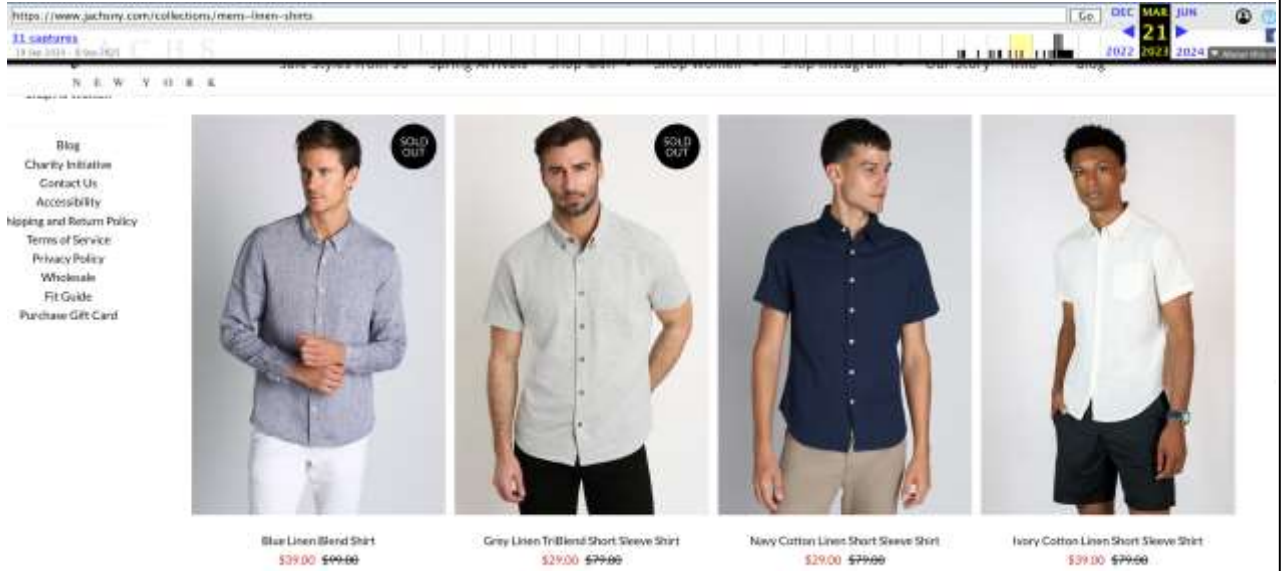 https://www.jachsny.com/collections/mens-linen-shirts
Go
DEC MAR JUN
21
2022 2023 2024
31 captures
Sale Styles From Spring Arrivals Shop Men Shop Women Shop Instagram Our Story Info Blog
NEW YORK
Blog
Charity Initiative
Contact Us
Accessibility
hipping and Return Policy
Terms of Service
Privacy Policy
Wholesale
Fit Guide
Purchase Gift Card
SOLD
OUT
SOLD
OUT
Blue Linen Blend Shirt
$39.00 $99.00
Grey Linen TriBlend Short Sleeve Shirt
$29.00 $79.00
Navy Cotton Linen Short Sleeve Shirt
$29.00 $79.00
Ivory Cotton Linen Short Sleeve Shirt
$39.00 $79.00